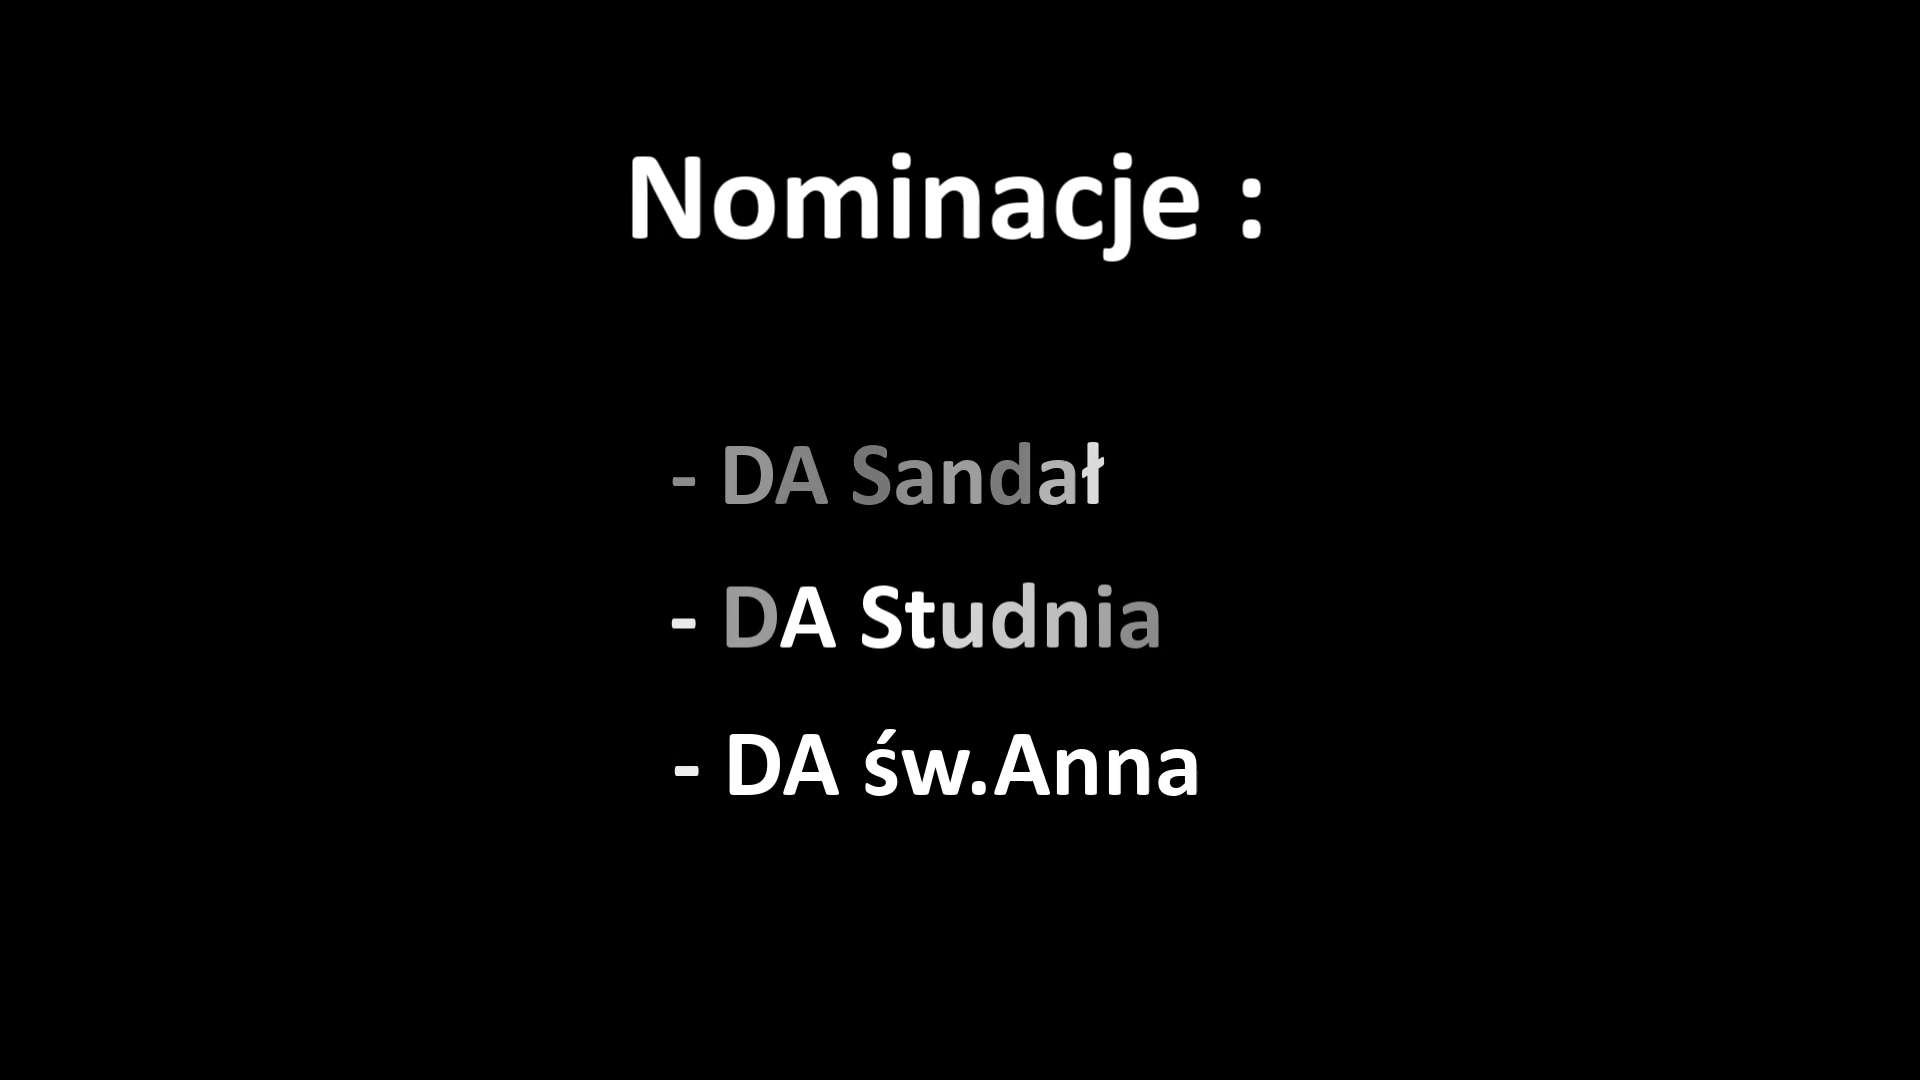 Nominacje :
- DA Sandał
- DA Studnia
- DA św.Anna